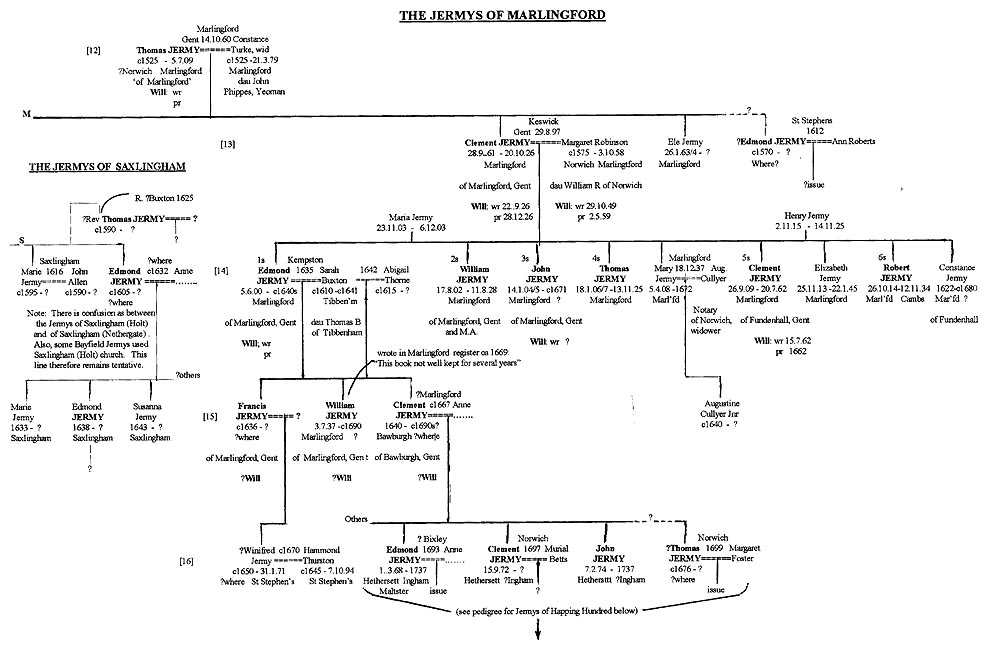 THE JERMYS OF MARLINGFORD
Marlingford
Gent 14.10.60 Constance
[12]
Thomas JERMY======Turke, wid
c1525 - 5.7.09 c1525 -21.3.79
?Norwich Marlingford Marlingford
'of Marlingford' dau John
Will: wr Phippes, Yeoman
pr
M
?
[13]
Keswick
Gent 29.8.97
Clement JERMY======Margaret Robinson
28.9..61 - 20.10.26 c1575 - 3.10.58
Marlingford Norwich Marlingtford
of Marlingford, Gent dau William R of Norwich
Will: wr 22.9.26 Will: wr 29.10.49
pr 28.12.26 pr 2.5.59
Ele Jermy
26.1.63/4 - ?
Marlingford
St Stephens
1612
?Edmond JERMY======Ann Roberts
c1570 - ?
Where?
?issue
THE JERMYS OF SAXLINGHAM
R. ?Buxton 1625
?Rev Thomas JERMY===== ?
c1590 - ?
?
S
Saxlingham
Marie 1616 John
Jermy=====Allen
c1595 - ? c1590 - ?
?where
Edmond c1632 Anne
JERMY=====.......
c1605 - ?
?where
Note: There is confusion as between
the Jermys of Saxlingham (Holt)
and of Saxlingham (Nethergate) .
Also, some Bayfield Jermys used
Saxlingham (Holt) church. This
line therefore remains tentative.
?others
Marie
Jermy
1633 - ?
Saxlingham
Edmond
JERMY
1638 - ?
Saxlingham
?
Susanna
Jermy
1643 - ?
Saxlingham
Maria Jermy
23.11.03 - 6.12.03
Henry Jermy
2.11.15 - 14.11.25
[14]
1s Kempston
Edmond 1635 Sarah 1642 Abigail
JERMY======Buxton ======Thorne
5.6.00 - c1640s c1610 -c1641 c1615 - ?
Marlingford Tibben'm
of Marlingford, Gent dau Thomas B
of Tibbenham
Will; wr
pr
2s
William
JERMY
17.8.02 - 11.8.28
Marlingford
of Marlingford, Gent
and M.A.
3s
John
JERMY
14.1.04/5 - c1671
Marlingford ?
of Marlingford, Gent
Will: wr ?
4s
Thomas
JERMY
18.1.06/7 -13.11.25
Marlingford
Marlingford
Mary 18.12.37 Aug.
Jermy=====Cullyer
5.4.08 -1672
Marl'fd
Notary
of Norwich,
widower
5s
Clement
JERMY
26.9.09 - 20.7.62
Marlingford
of Fundenhall, Gent
Will: wr 15.7.62
pr 1662
Elizabeth
Jermy
25.11.13 -22.1.45
Marlingford
6s
Robert
JERMY
26.10.14-12.11.34
Marl'fd Cambs
Constance
Jermy
1622-c1680
Mar'fd ?
of Fundenhall
wrote in Marlingford register on 1669:
"This book not well kept for several years"
Augustine
Cullyer Jnr
c1640 - ?
[15]
Francis
JERMY===== ?
c1636 - ?
?where
of Marlingford, Gent
?Will
William
JERMY
3.7.37 -c1690
Marlingford ?
of Marlingford, Gent
?Will
?Marlingford
Clement c1667 Anne
JERMY=====.......
1640 - c1690s?
Bawburgh ?where
of Bawburgh, Gent
?Will
Others
?
[16]
?Winifred c1670 Hammond
Jermy ======Thurston
c1650 - 31.1.71 c1645 - 7.10.94
?where St Stephen's St Stephen's
? Bixley
Edmond 1693 Anne
JERMY=====.......
1..3.68 - 1737
Hethersett Ingham
Maltster issue
Norwich
Clement 1697 Murial
JERMY======Betts
15.9.72 - ?
Hethersett ?Ingham
?
John
JERMY
7.2.74 - 1737
Hethersttt ?Ingham
Norwich
?Thomas 1699 Margaret
JERMY======Foster
c1676 - ?
?where
issue
(see pedigree for Jermys of Happing Hundred below)